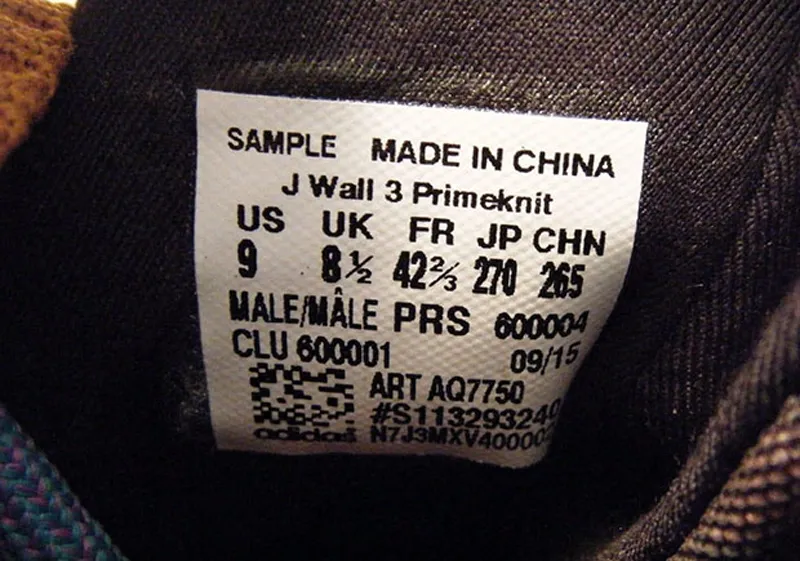 SAMPLE MADE IN CHINA
J Wall 3 Primeknit
US UK FR JP CHN
9 8½ 42⅔ 270 265
MALE/MÂLE PRS 600004
CLU 600001 09/15
ART AQ7750
#S113293240
adidas N7J3MXV400002